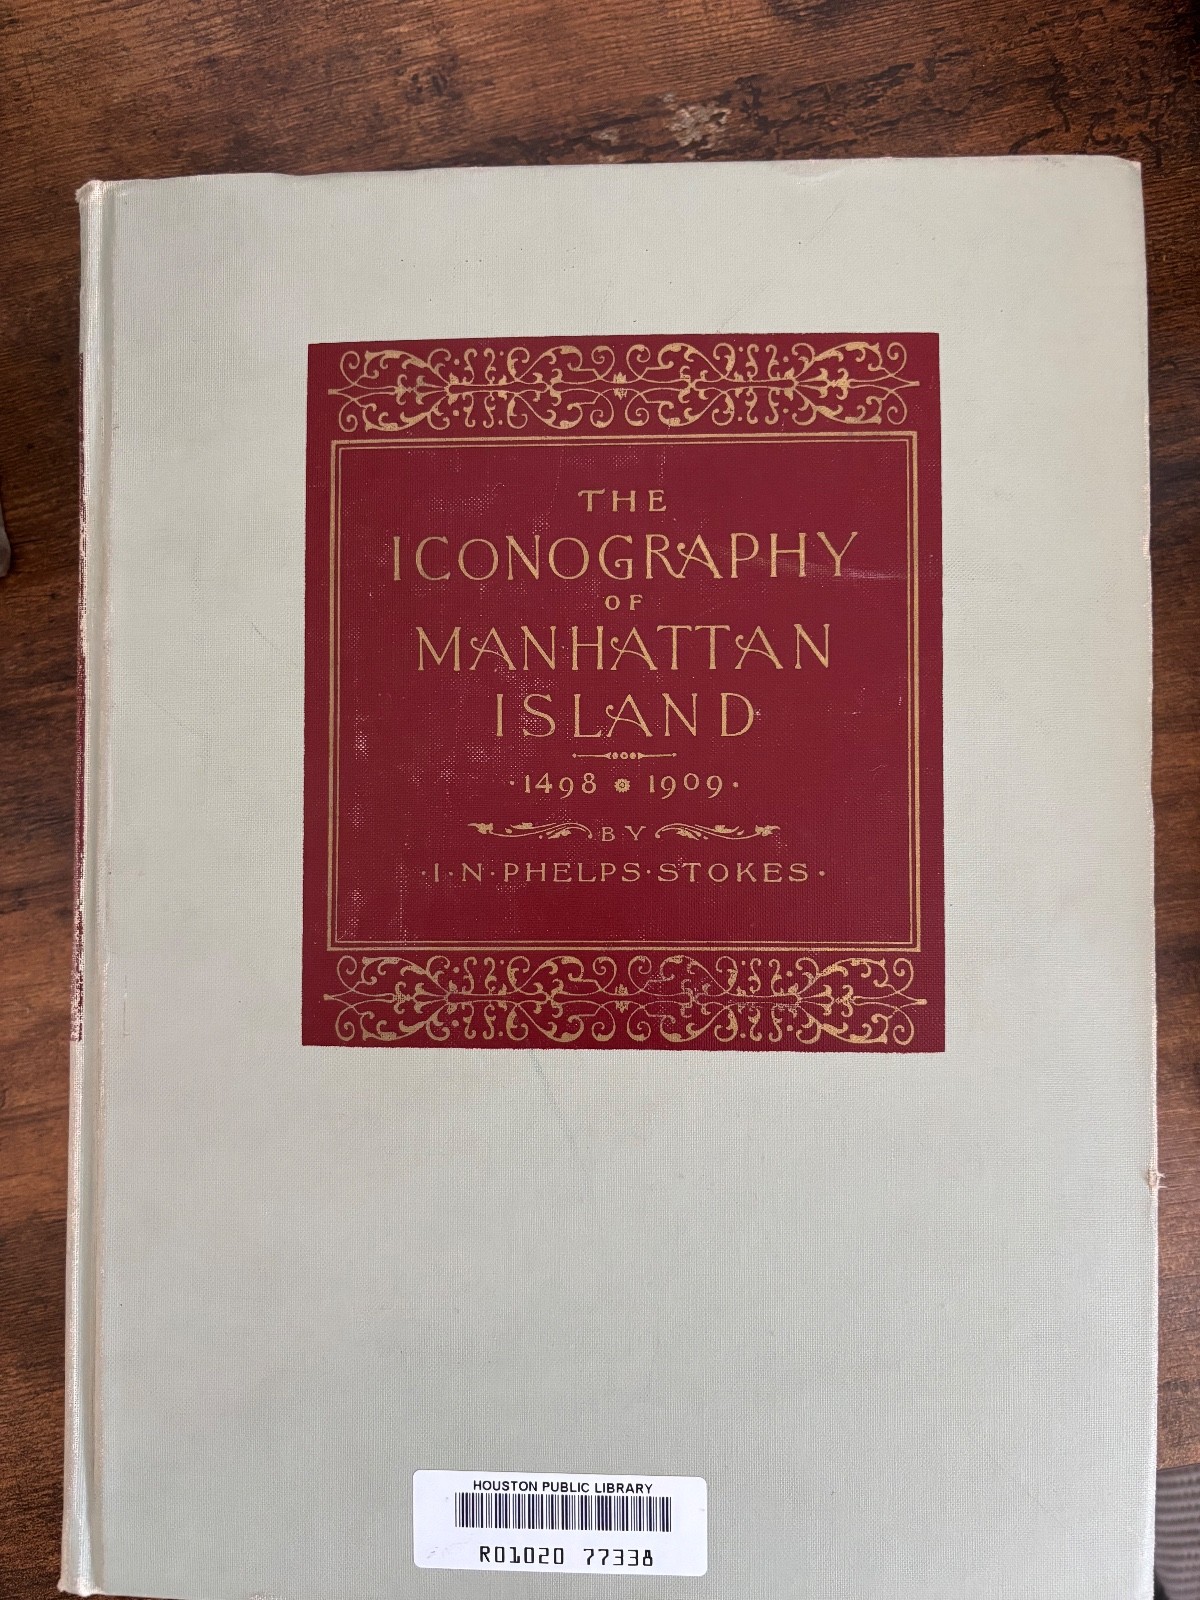 THE
ICONOGRAPHY
OF
MANHATTAN
ISLAND
·1498 1909·
BY
·I·N·PHELPS·STOKES·
HOUSTON PUBLIC LIBRARY
R01020 77338